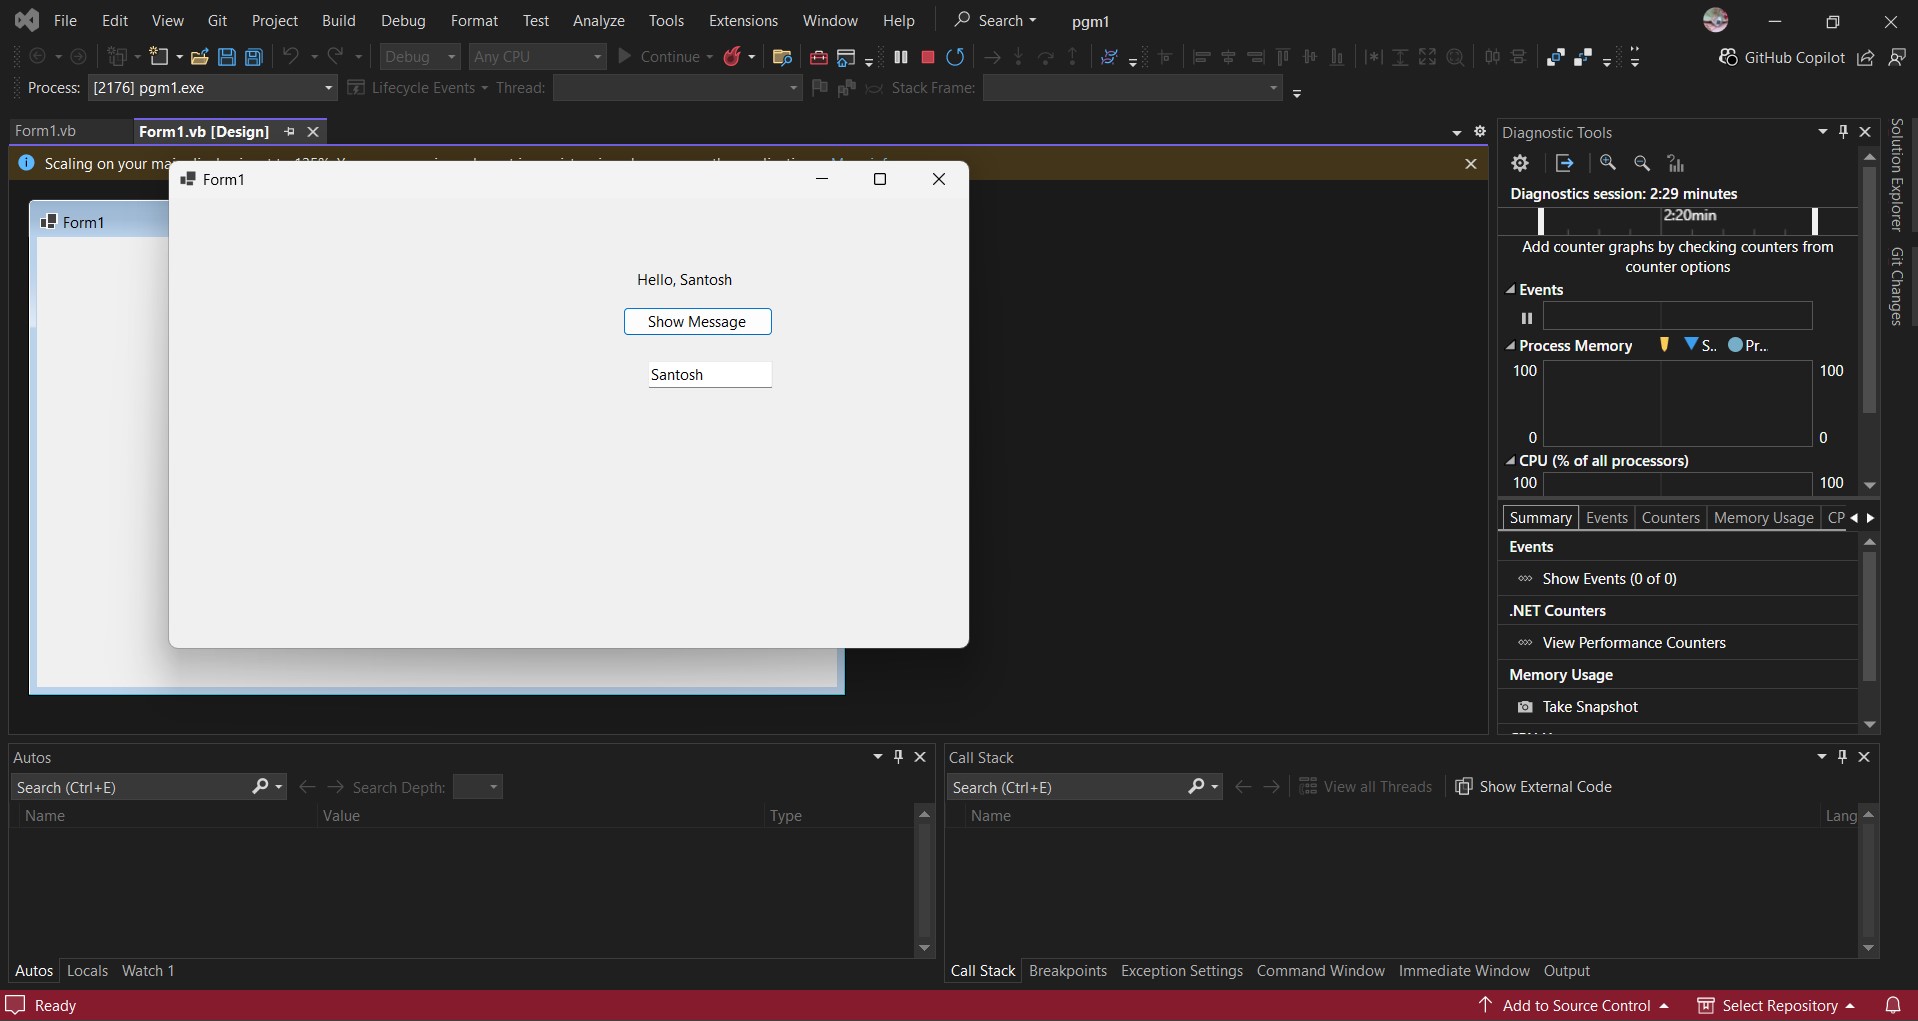 File Edit View Git Project Build Debug Format Test Analyze Tools Extensions Window Help Search pgm1
Debug Any CPU Continue GitHub Copilot
Process: [2176] pgm1.exe Lifecycle Events Thread: Stack Frame:
Form1.vb Form1.vb [Design]
Scaling on your
Form1
Form1
Hello, Santosh
Show Message
Santosh
Diagnostic Tools
Diagnostics session: 2:29 minutes
2:20min
Add counter graphs by checking counters from
counter options
Events
Process Memory S.. Pr...
100 100
0 0
CPU (% of all processors)
100 100
Summary Events Counters Memory Usage CP
Events
Show Events (0 of 0)
.NET Counters
View Performance Counters
Memory Usage
Take Snapshot
Solution Explorer
Git Changes
Autos
Search (Ctrl+E) Search Depth:
Name Value Type
Autos Locals Watch 1
Call Stack
Search (Ctrl+E) View all Threads Show External Code
Name Lang
Call Stack Breakpoints Exception Settings Command Window Immediate Window Output
Ready Add to Source Control Select Repository